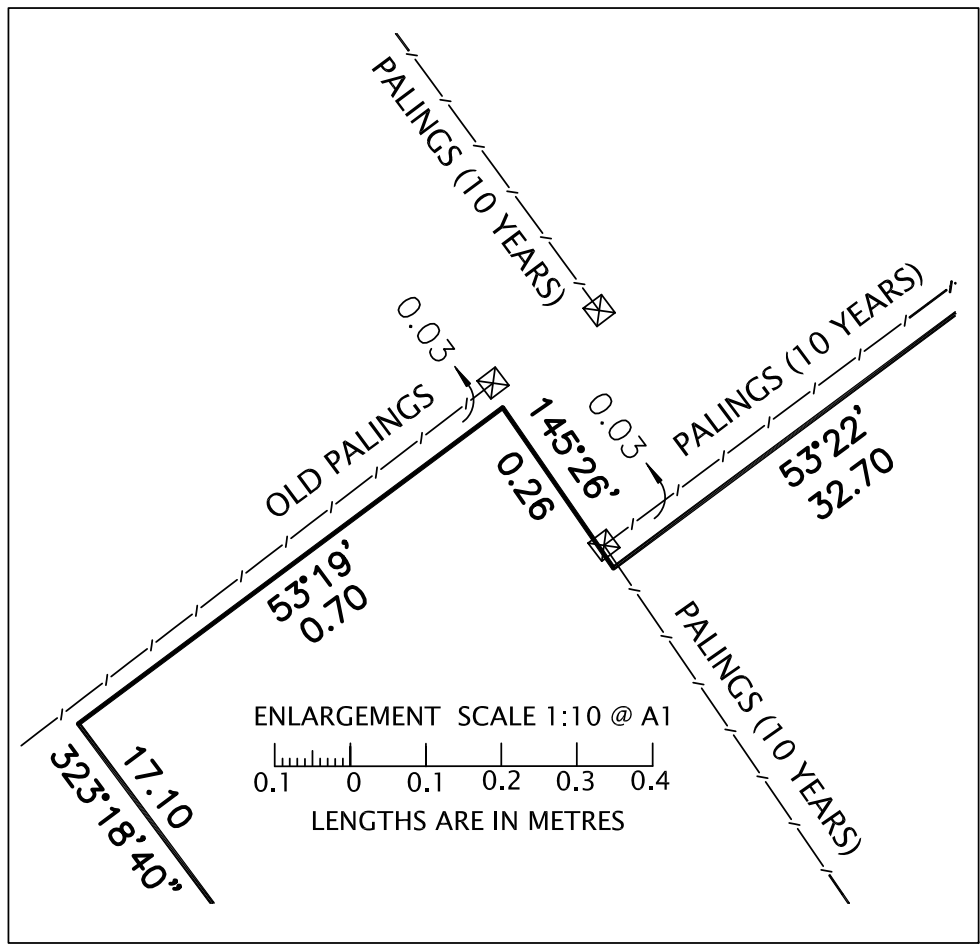 PALINGS (10 YEARS)
0.03
OLD PALINGS
145°26'
0.26
0.03
PALINGS (10 YEARS)
53°22'
32.70
53°19'
0.70
PALINGS (10 YEARS)
17.10
323°18'40"
ENLARGEMENT SCALE 1:10 @ A1
0.1 0 0.1 0.2 0.3 0.4
LENGTHS ARE IN METRES